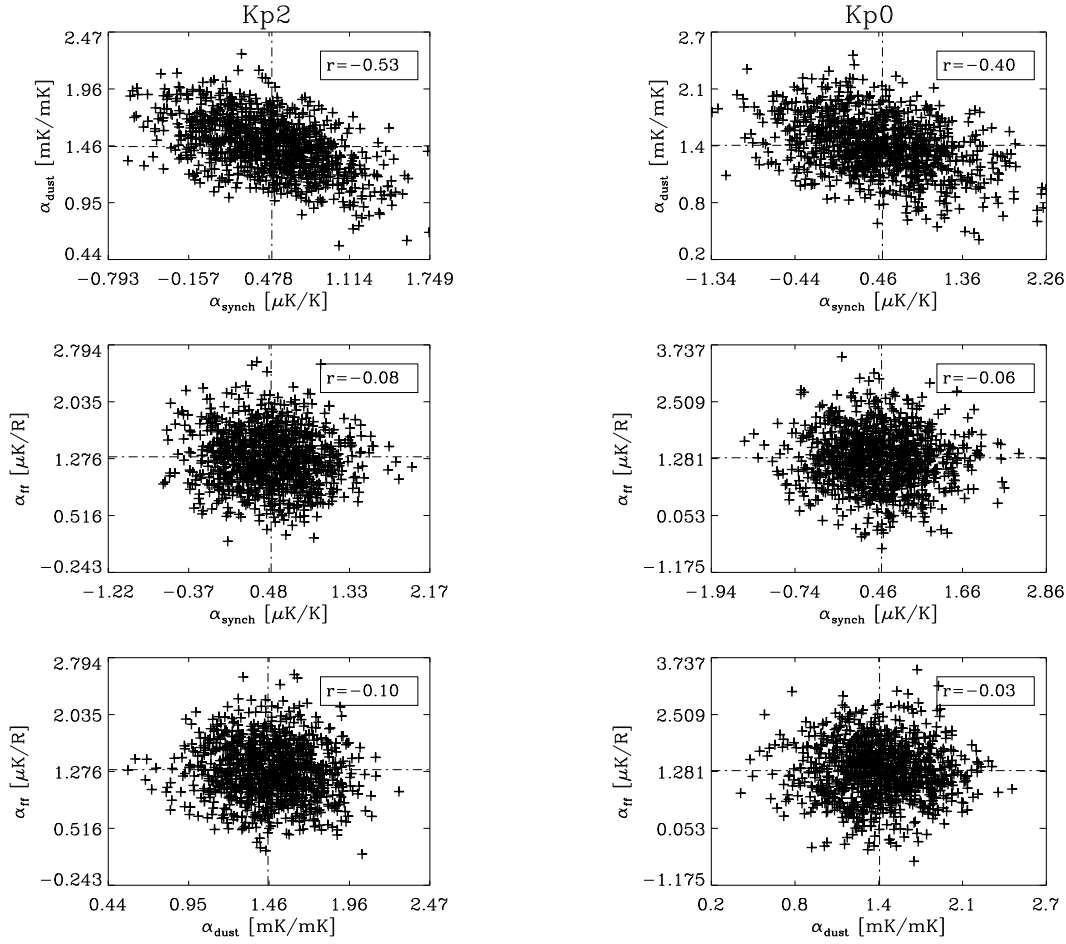 Kp2
Kp0
2.47
1.96
1.46
0.95
0.44
α_dust [mK/mK]
r=−0.53
−0.793 −0.157 0.478 1.114 1.749
α_synch [μK/K]
2.7
2.1
1.4
0.8
0.2
α_dust [mK/mK]
r=−0.40
−1.34 −0.44 0.46 1.36 2.26
α_synch [μK/K]
2.794
2.035
1.276
0.516
−0.243
α_ff [μK/R]
r=−0.08
−1.22 −0.37 0.48 1.33 2.17
α_synch [μK/K]
3.737
2.509
1.281
0.053
−1.175
α_ff [μK/R]
r=−0.06
−1.94 −0.74 0.46 1.66 2.86
α_synch [μK/K]
2.794
2.035
1.276
0.516
−0.243
α_ff [μK/R]
r=−0.10
0.44 0.95 1.46 1.96 2.47
α_dust [mK/mK]
3.737
2.509
1.281
0.053
−1.175
α_ff [μK/R]
r=−0.03
0.2 0.8 1.4 2.1 2.7
α_dust [mK/mK]